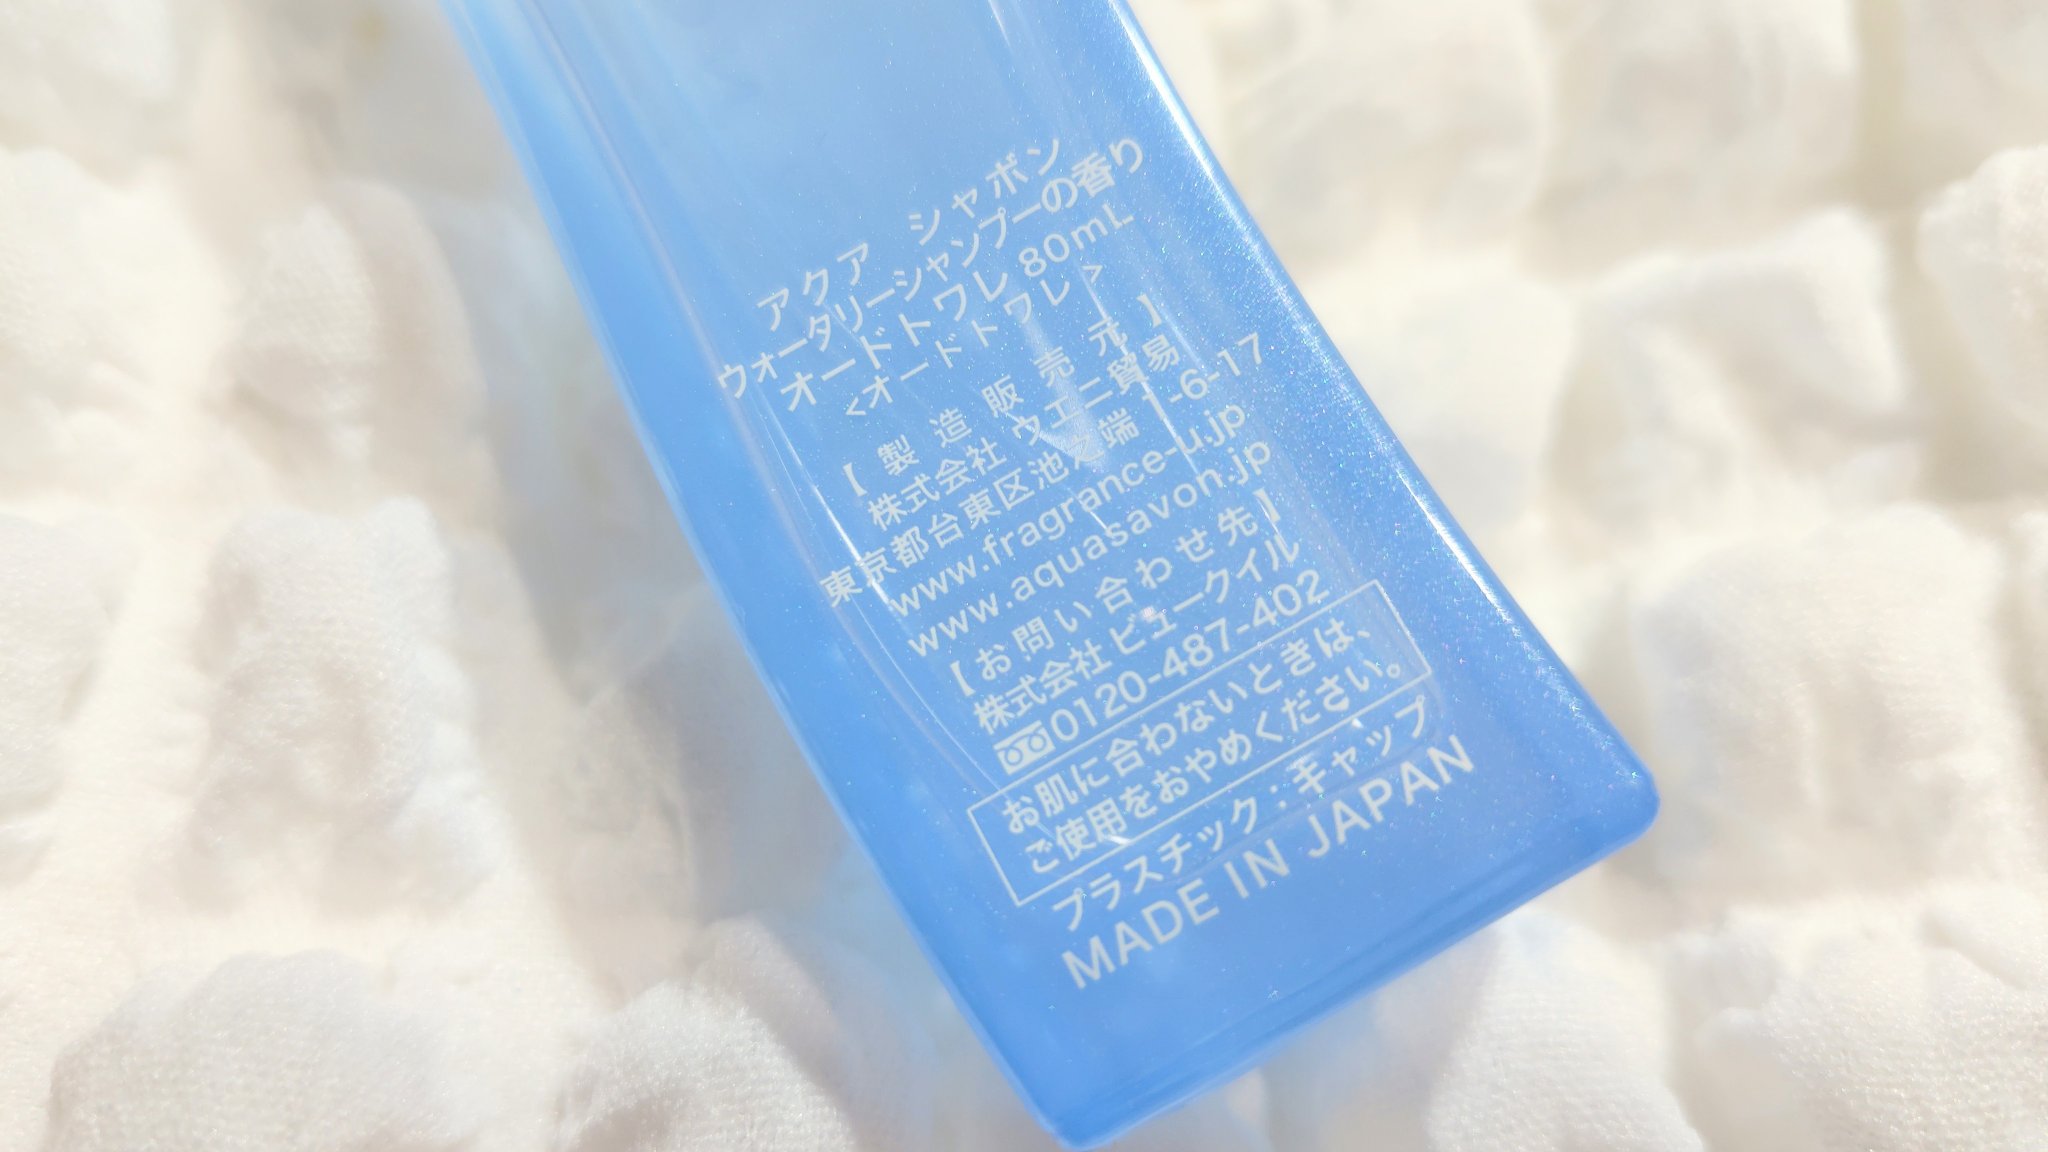 アクア シャボン
ウォータリーシャンプーの香り
オードトワレ 80mL
<オードトワレ>
【製造販売元】
株式会社 ウエニ貿易
東京都台東区池之端 1-6-17
www.fragrance-u.jp
www.aquasavon.jp
【お問い合わせ先】
株式会社 ビュークイル
0120-487-402
お肌に合わないときは、
ご使用をおやめください。
プラスチック：キャップ
MADE IN JAPAN